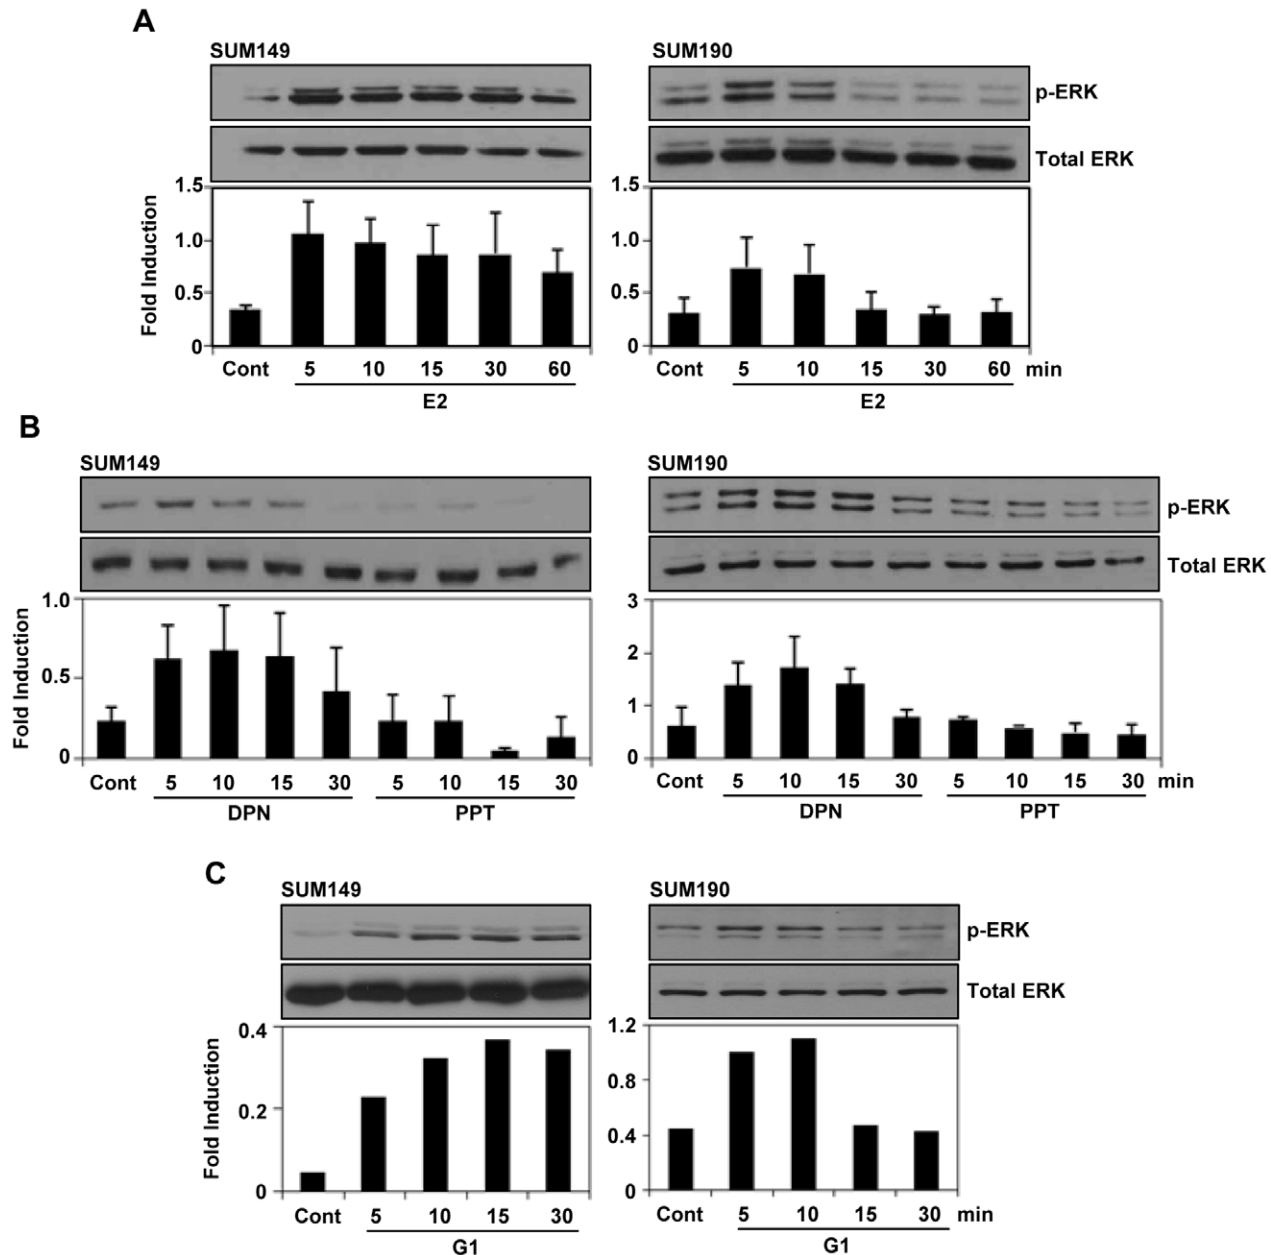 A
SUM149 SUM190
p-ERK
Total ERK
Fold Induction
1.5 1.5
1.0 1.0
0.5 0.5
0 0
Cont 5 10 15 30 60 Cont 5 10 15 30 60 min
E2 E2
B
SUM149 SUM190
p-ERK
Total ERK
Fold Induction
1.0 3
2
0.5
1
0 0
Cont 5 10 15 30 5 10 15 30 Cont 5 10 15 30 5 10 15 30 min
DPN PPT DPN PPT
C
SUM149 SUM190
p-ERK
Total ERK
Fold Induction
0.4 1.2
0.8
0.2
0.4
0 0
Cont 5 10 15 30 Cont 5 10 15 30 min
G1 G1